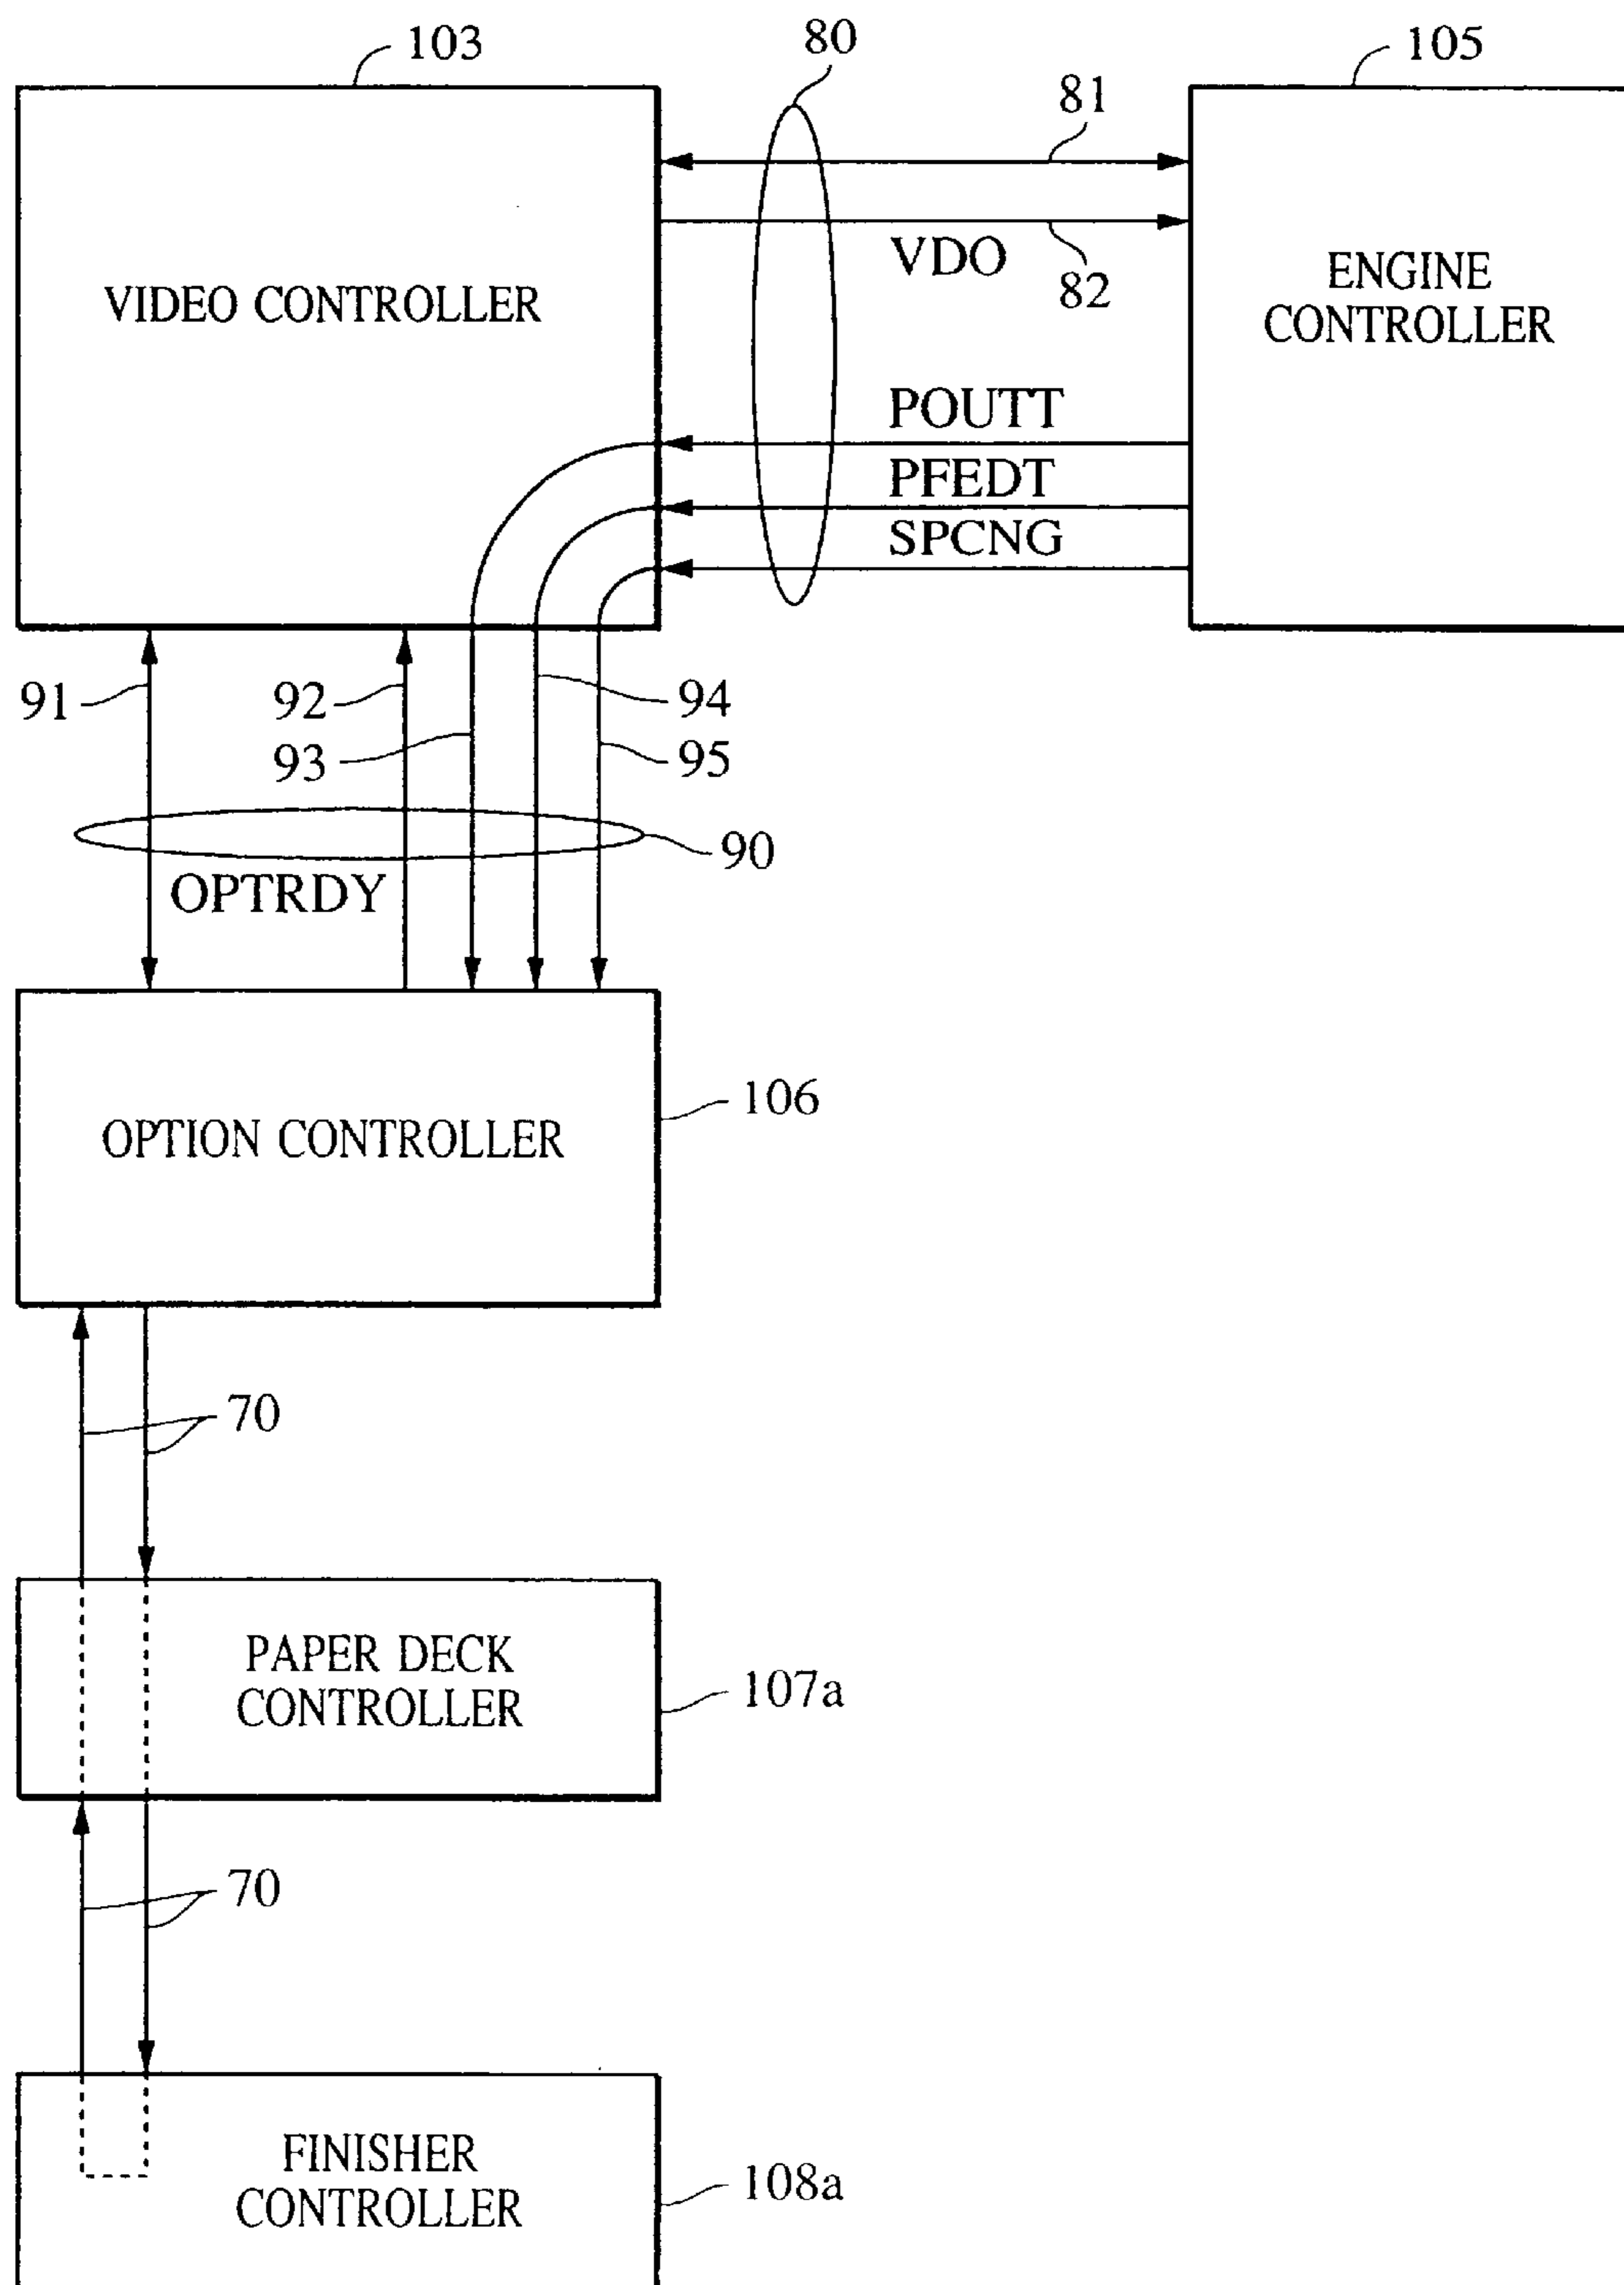 103
80
105
81
VIDEO CONTROLLER
VDO
82
ENGINE
CONTROLLER
POUTT
PFEDT
SPCNG
91
92
94
93
95
90
OPTRDY
106
OPTION CONTROLLER
70
PAPER DECK
CONTROLLER
107a
70
FINISHER
CONTROLLER
108a